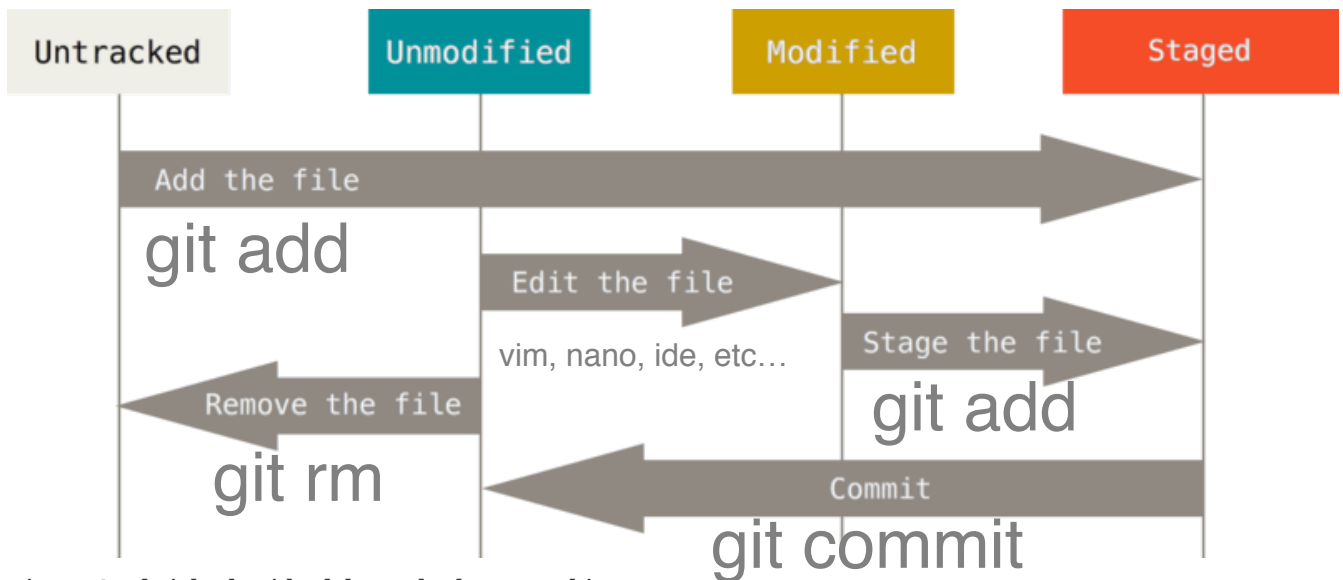 Untracked
Unmodified
Modified
Staged
Add the file
git add
Edit the file
vim, nano, ide, etc…
Stage the file
git add
Remove the file
git rm
Commit
git commit